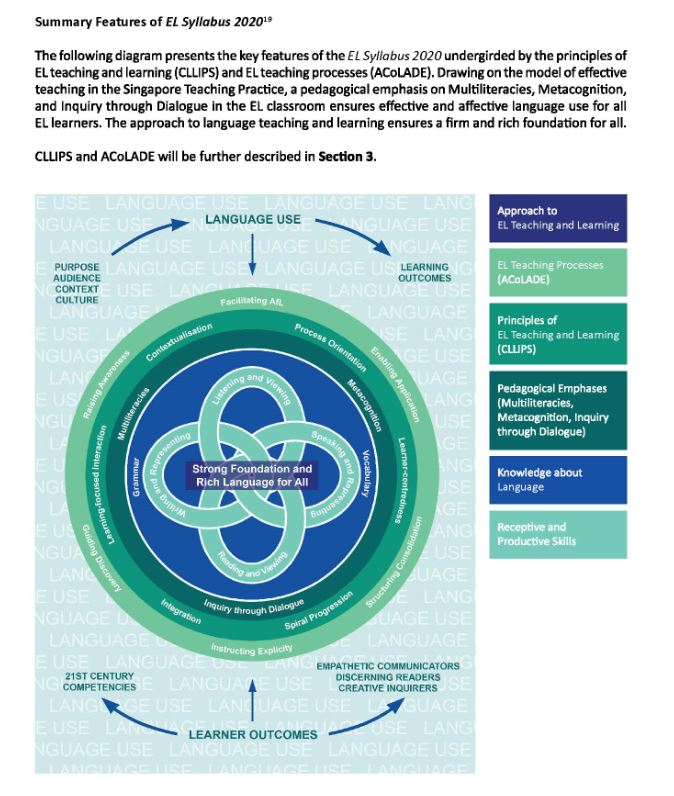 Summary Features of EL Syllabus 2020¹⁹
The following diagram presents the key features of the EL Syllabus 2020 undergirded by the principles of
EL teaching and learning (CLLIPS) and EL teaching processes (ACoLADE). Drawing on the model of effective
teaching in the Singapore Teaching Practice, a pedagogical emphasis on Multiliteracies, Metacognition,
and Inquiry through Dialogue in the EL classroom ensures effective and affective language use for all
EL learners. The approach to language teaching and learning ensures a firm and rich foundation for all.
CLLIPS and ACoLADE will be further described in Section 3.
LANGUAGE USE
PURPOSE
AUDIENCE
CONTEXT
CULTURE
LEARNING
OUTCOMES
Facilitating AfL
Enabling Application
Structuring Consolidation
Instructing Explicitly
Guiding Discovery
Raising Awareness
Contextualisation
Process Orientation
Learner-centredness
Spiral Progression
Integration
Learning-focused Interaction
Multiliteracies
Metacognition
Inquiry through Dialogue
Grammar
Vocabulary
Listening and Viewing
Speaking and Representing
Reading and Viewing
Writing and Representing
Strong Foundation and
Rich Language for All
21ST CENTURY
COMPETENCIES
EMPATHETIC COMMUNICATORS
DISCERNING READERS
CREATIVE INQUIRERS
LEARNER OUTCOMES
Approach to
EL Teaching and Learning
EL Teaching Processes
(ACoLADE)
Principles of
EL Teaching and Learning
(CLLIPS)
Pedagogical Emphases
(Multiliteracies,
Metacognition, Inquiry
through Dialogue)
Knowledge about
Language
Receptive and
Productive Skills